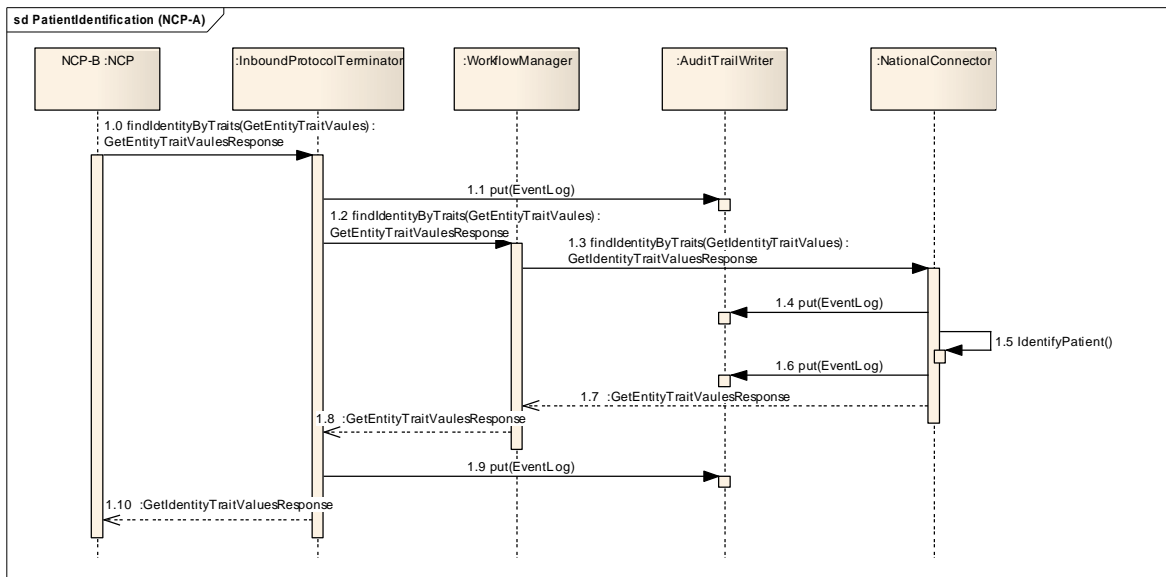 sd PatientIdentification (NCP-A)
NCP-B :NCP
:InboundProtocolTerminator
:WorkflowManager
:AuditTrailWriter
:NationalConnector
1.0 findIdentityByTraits(GetEntityTraitVaules) :
GetEntityTraitVaulesResponse
1.1 put(EventLog)
1.2 findIdentityByTraits(GetEntityTraitVaules) :
GetEntityTraitVaulesResponse
1.3 findIdentityByTraits(GetIdentityTraitValues) :
GetIdentityTraitValuesResponse
1.4 put(EventLog)
1.5 IdentifyPatient()
1.6 put(EventLog)
1.7 :GetEntityTraitVaulesResponse
1.8 :GetEntityTraitVaulesResponse
1.9 put(EventLog)
1.10 :GetIdentityTraitValuesResponse